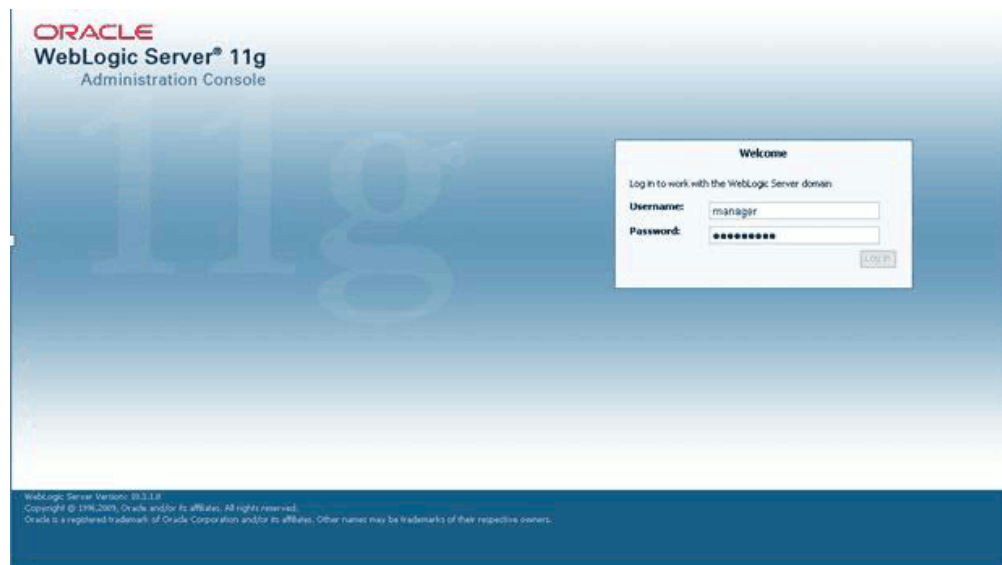 ORACLE
WebLogic Server® 11g
Administration Console
11g
Welcome
Log in to work with the WebLogic Server domain
Username: manager
Password: •••••••••
Log In
WebLogic Server Version: 10.3.1.0
Copyright © 1996,2009, Oracle and/or its affiliates. All rights reserved.
Oracle is a registered trademark of Oracle Corporation and/or its affiliates. Other names may be trademarks of their respective owners.